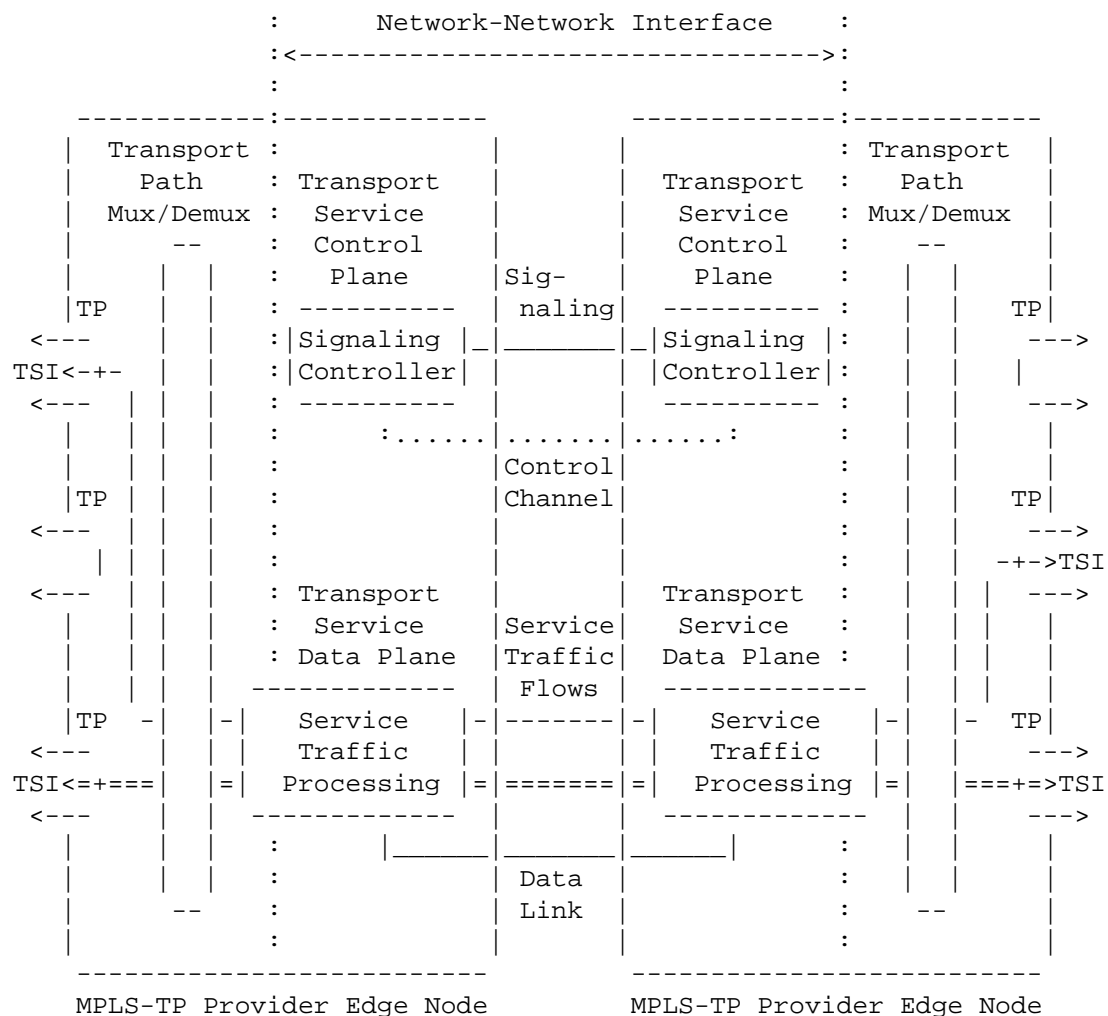 Network-Network Interface
Transport Transport
Path Transport Transport Path
Mux/Demux Service Service Mux/Demux
Control Control
Plane Sig- Plane
TP naling TP
Signaling Signaling
TSI Controller Controller
Control
TP Channel TP
TSI
Transport Transport
Service Service Service
Data Plane Traffic Data Plane
Flows
TP Service Service TP
Traffic Traffic
TSI Processing Processing TSI
Data
Link
MPLS-TP Provider Edge Node MPLS-TP Provider Edge Node